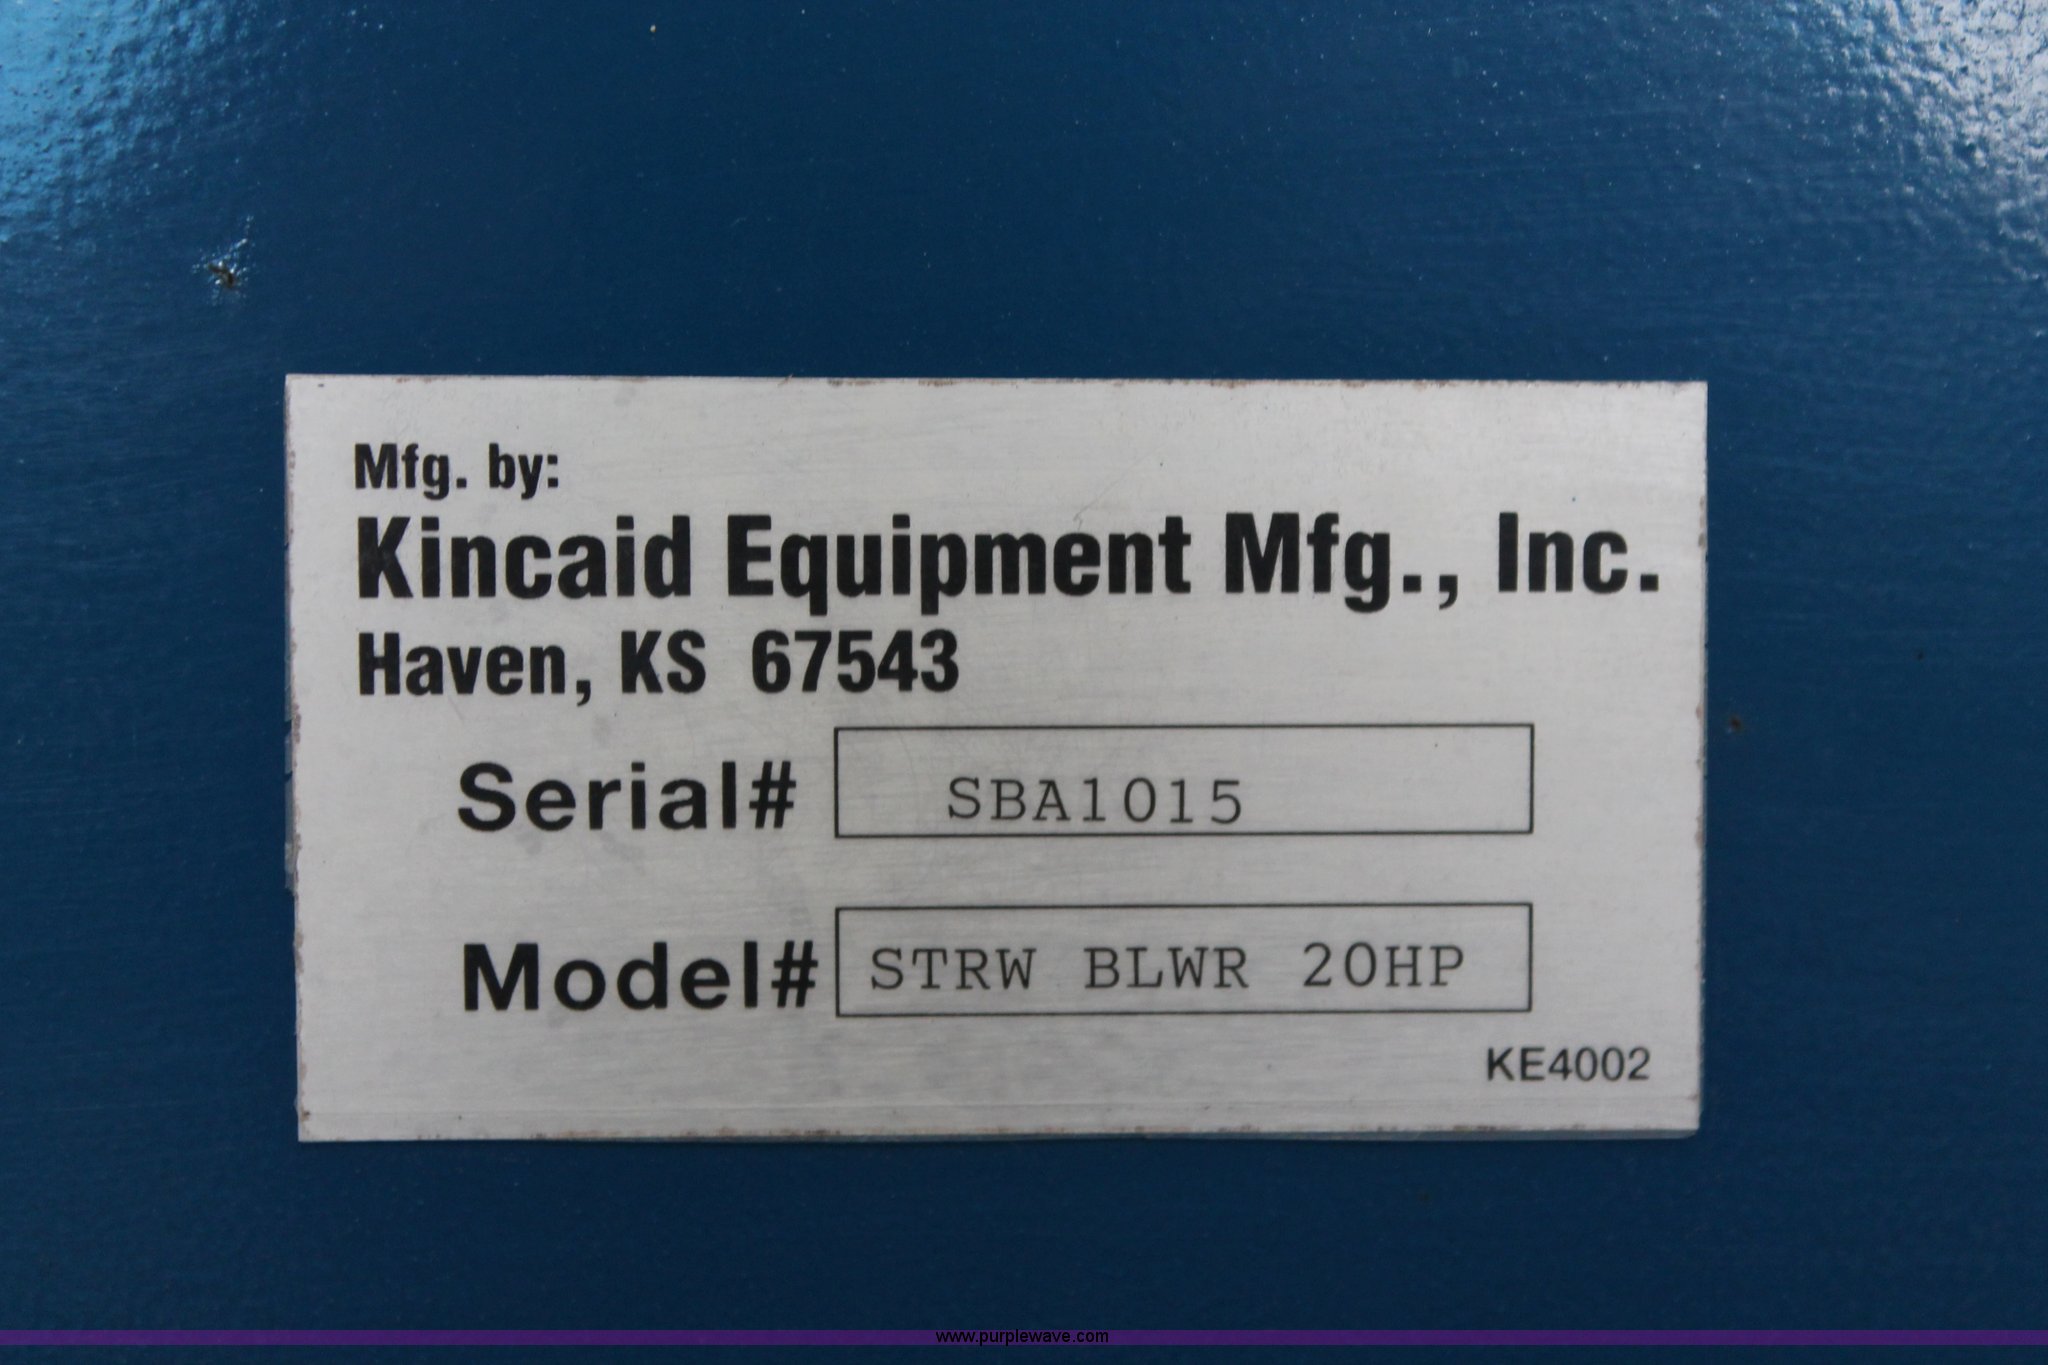 Mfg. by:
Kincaid Equipment Mfg., Inc.
Haven, KS 67543
Serial# SBA1015
Model# STRW BLWR 20HP
KE4002
www.purplewave.com